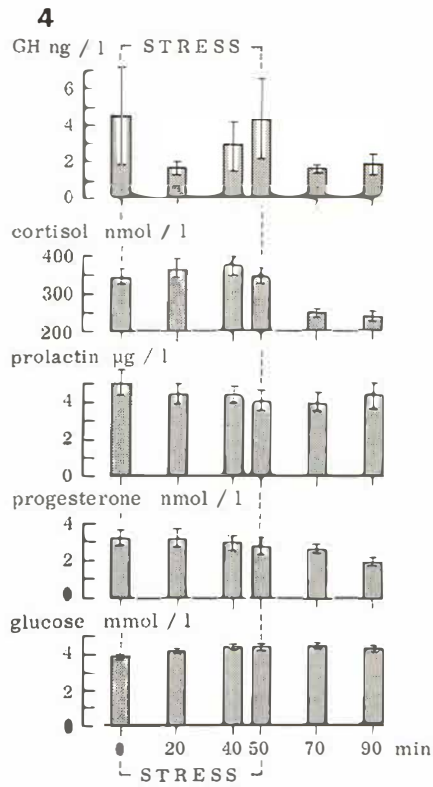 4
GH ng / l
STRESS
6
4
2
0
cortisol nmol / l
400
300
200
prolactin µg / l
4
2
0
progesterone nmol / l
4
2
0
glucose mmol / l
4
2
0
0 20 40 50 70 90 min
STRESS